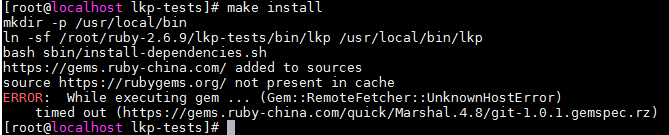 [root@localhost lkp-tests]# make install
mkdir -p /usr/local/bin
ln -sf /root/ruby-2.6.9/lkp-tests/bin/lkp /usr/local/bin/lkp
bash sbin/install-dependencies.sh
https://gems.ruby-china.com/ added to sources
source https://rubygems.org/ not present in cache
ERROR:  While executing gem ... (Gem::RemoteFetcher::UnknownHostError)
    timed out (https://gems.ruby-china.com/quick/Marshal.4.8/git-1.0.1.gemspec.rz)
[root@localhost lkp-tests]#